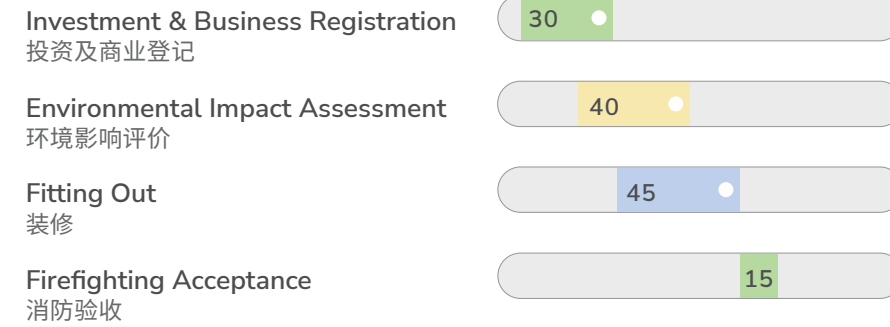 Investment & Business Registration
投资及商业登记
30
Environmental Impact Assessment
环境影响评价
40
Fitting Out
装修
45
Firefighting Acceptance
消防验收
15